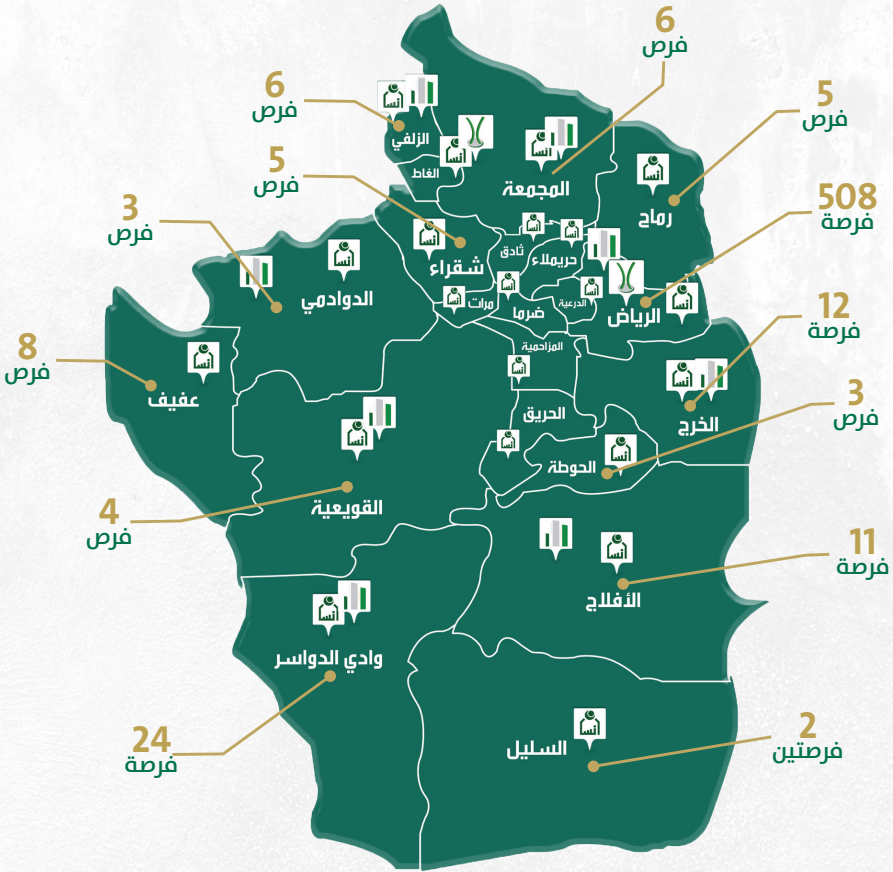 6
فرص
6
فرص
5
فرص
5
فرص
508
فرصة
3
فرص
12
فرصة
8
فرص
3
فرص
4
فرص
11
فرصة
24
فرصة
2
فرصتين
الزلفي
الغاط
المجمعة
رماح
شقراء
ثادق
حريملاء
الدوادمي
مرات
ضرما
الدرعية
الرياض
المزاحمية
عفيف
الحريق
الخرج
الحوطة
القويعية
الأفلاج
وادي الدواسر
السليل